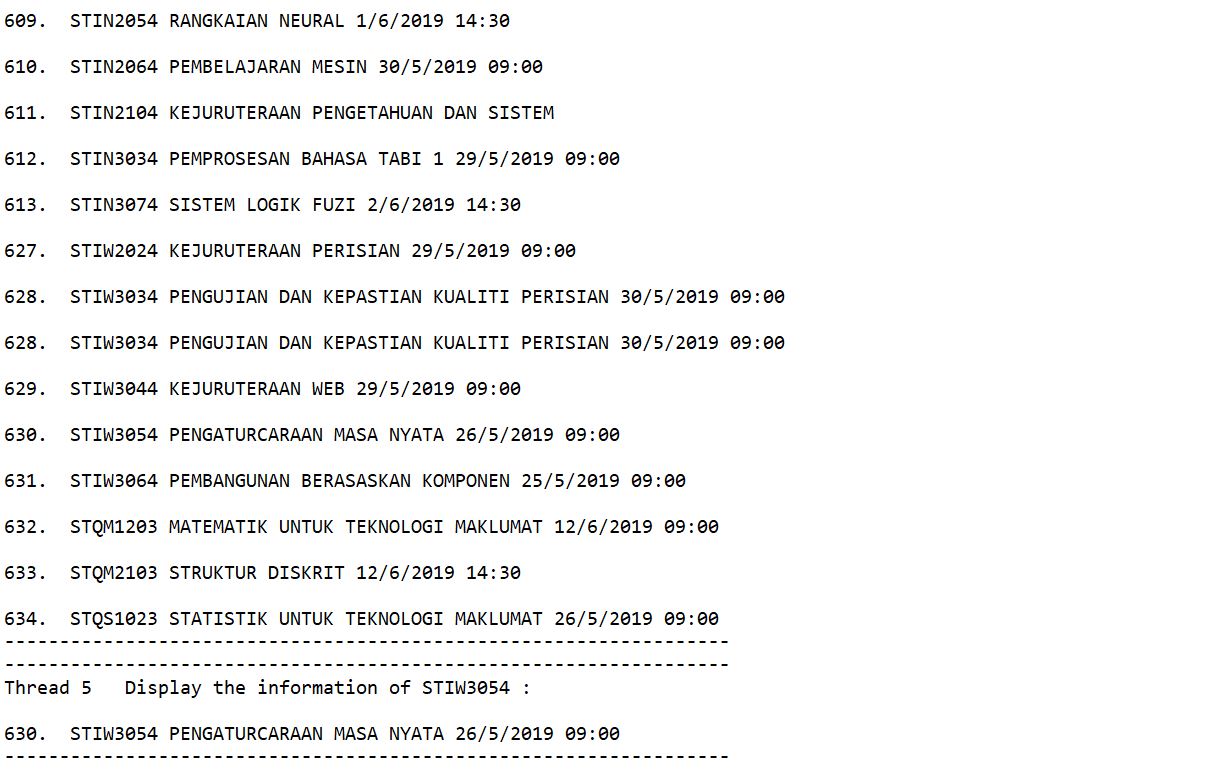 609.  STIN2054 RANGKAIAN NEURAL 1/6/2019 14:30
610.  STIN2064 PEMBELAJARAN MESIN 30/5/2019 09:00
611.  STIN2104 KEJURUTERAAN PENGETAHUAN DAN SISTEM
612.  STIN3034 PEMPROSESAN BAHASA TABI 1 29/5/2019 09:00
613.  STIN3074 SISTEM LOGIK FUZI 2/6/2019 14:30
627.  STIW2024 KEJURUTERAAN PERISIAN 29/5/2019 09:00
628.  STIW3034 PENGUJIAN DAN KEPASTIAN KUALITI PERISIAN 30/5/2019 09:00
628.  STIW3034 PENGUJIAN DAN KEPASTIAN KUALITI PERISIAN 30/5/2019 09:00
629.  STIW3044 KEJURUTERAAN WEB 29/5/2019 09:00
630.  STIW3054 PENGATURCARAAN MASA NYATA 26/5/2019 09:00
631.  STIW3064 PEMBANGUNAN BERASASKAN KOMPONEN 25/5/2019 09:00
632.  STQM1203 MATEMATIK UNTUK TEKNOLOGI MAKLUMAT 12/6/2019 09:00
633.  STQM2103 STRUKTUR DISKRIT 12/6/2019 14:30
634.  STQS1023 STATISTIK UNTUK TEKNOLOGI MAKLUMAT 26/5/2019 09:00
------------------------------------------------------------------
------------------------------------------------------------------
Thread 5   Display the information of STIW3054 :
630.  STIW3054 PENGATURCARAAN MASA NYATA 26/5/2019 09:00
------------------------------------------------------------------